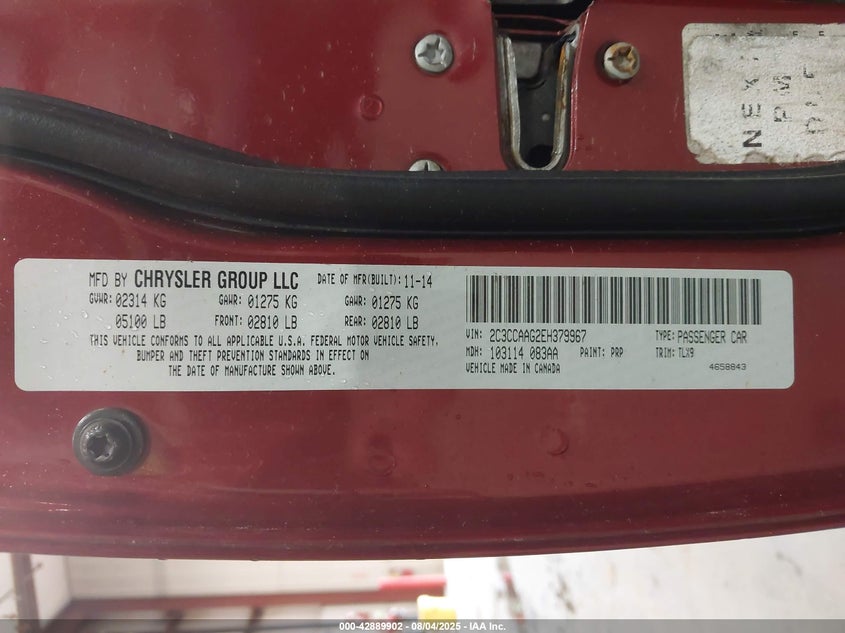 NEXT
PM
MFD BY CHRYSLER GROUP LLC DATE OF MFR(BUILT): 11-14
GVWR: 02314 KG GAWR: 01275 KG GAWR: 01275 KG
05100 LB FRONT: 02810 LB REAR: 02810 LB
THIS VEHICLE CONFORMS TO ALL APPLICABLE U.S.A. FEDERAL MOTOR VEHICLE SAFETY,
BUMPER AND THEFT PREVENTION STANDARDS IN EFFECT ON
THE DATE OF MANUFACTURE SHOWN ABOVE.
VIN: 2C3CCAAG2EH379967 TYPE: PASSENGER CAR
MDH: 103114 083AA PAINT: PRP TRIM: TLX9
VEHICLE MADE IN CANADA 4658843
000-42889902 - 08/04/2025 - IAA Inc.